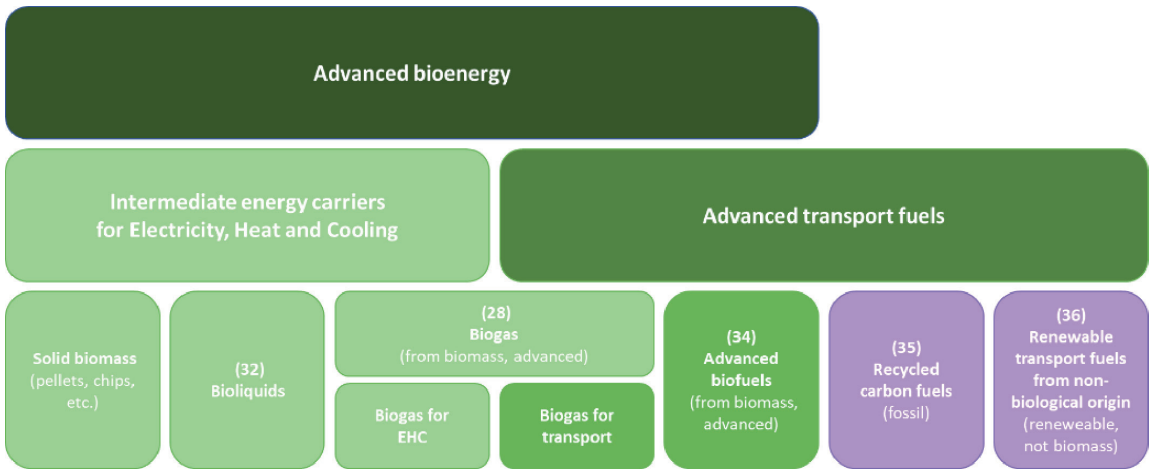 Advanced bioenergy
Intermediate energy carriers
for Electricity, Heat and Cooling
Advanced transport fuels
Solid biomass
(pellets, chips,
etc.)
(32)
Bioliquids
(28)
Biogas
(from biomass, advanced)
Biogas for
EHC
Biogas for
transport
(34)
Advanced
biofuels
(from biomass,
advanced)
(35)
Recycled
carbon fuels
(fossil)
(36)
Renewable
transport fuels
from non-
biological origin
(reneweable,
not biomass)